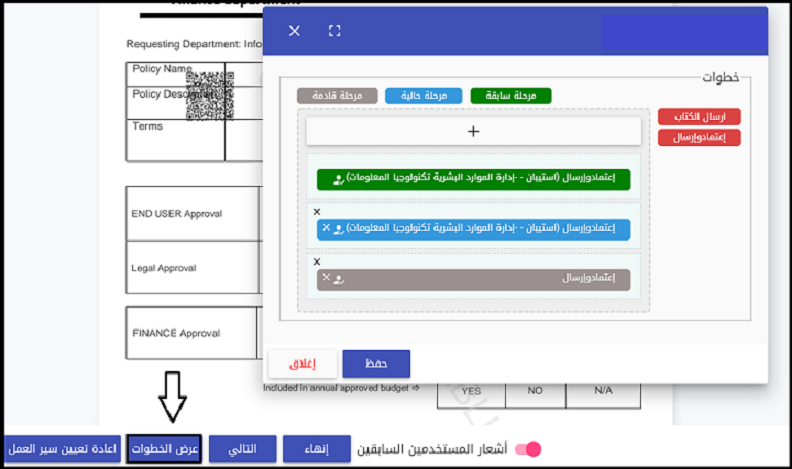 Finance department
Requesting Department: Info
Policy Name
Policy
Terms
END USER Approval
Legal Approval
FINANCE Approval
خطوات
مرحلة سابقة
مرحلة حالية
مرحلة قادمة
ارسال الكتاب
إعتمادوإرسال
+
إعتمادوإرسال (استيبان - -إدارة الموارد البشرية تكنولوجيا المعلومات)
إعتمادوإرسال (استيبان - -إدارة الموارد البشرية تكنولوجيا المعلومات)
إعتمادوإرسال
حفظ
إغلاق
Included in annual approved budget ⇨
YES
NO
N/A
أشعار المستخدمين السابقين
إنهاء
التالي
عرض الخطوات
اعادة تعيين سير العمل